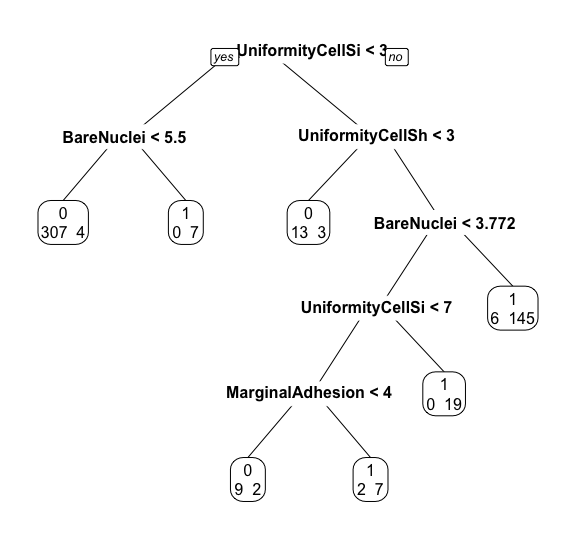 UniformityCellSi < 3
yes
no
BareNuclei < 5.5
UniformityCellSh < 3
0
307 4
1
0 7
0
13 3
BareNuclei < 3.772
UniformityCellSi < 7
1
6 145
MarginalAdhesion < 4
1
0 19
0
9 2
1
2 7